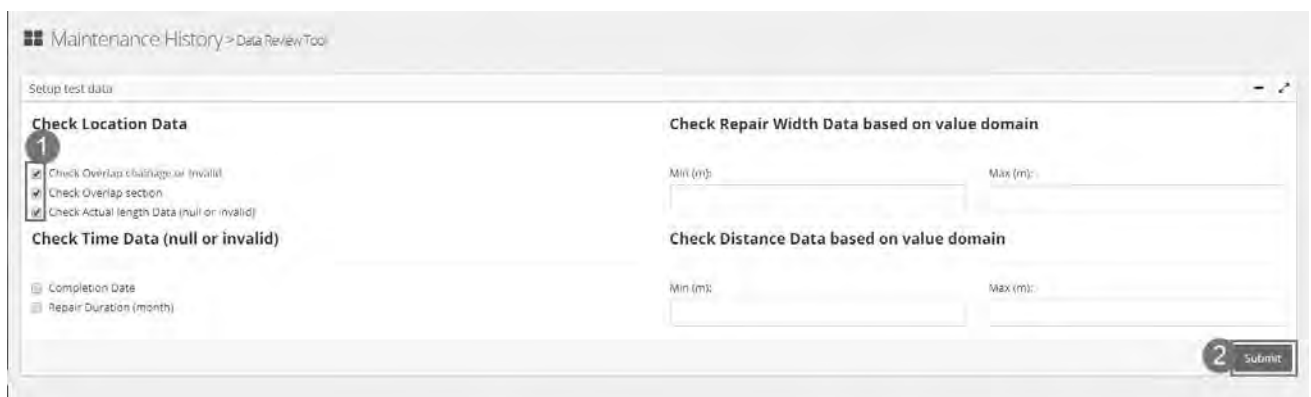 Maintenance History > Data Review Tool
Setup test data
Check Location Data
1
Check Overlap chainage or Invalid
Check Overlap section
Check Actual length Data (null or invalid)
Check Time Data (null or invalid)
Completion Date
Repair Duration (month)
Check Repair Width Data based on value domain
Min (m):
Max (m):
Check Distance Data based on value domain
Min (m):
Max (m):
2
Submit